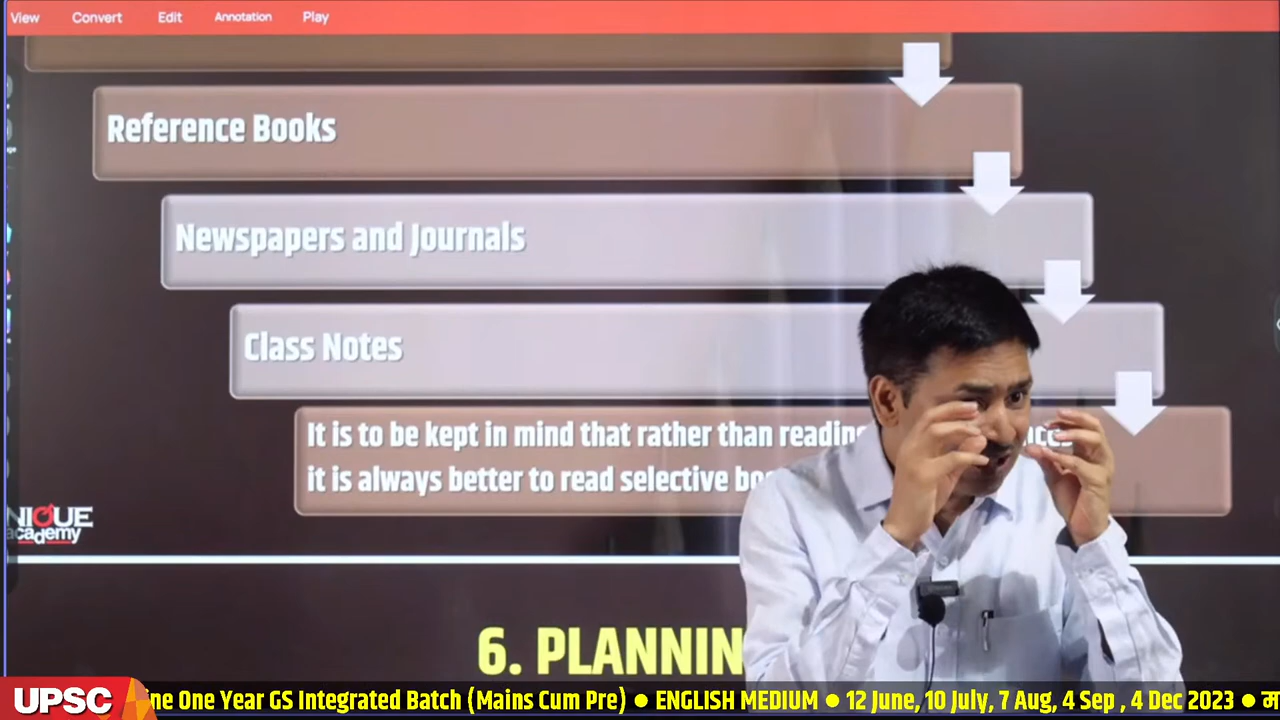 View Convert Edit Annotation Play
Reference Books
Newspapers and Journals
Class Notes
It is to be kept in mind that rather than reading
it is always better to read selective
NIQUE
academy
6. PLANNIN
UPSC ine One Year GS Integrated Batch (Mains Cum Pre) ● ENGLISH MEDIUM ● 12 June, 10 July, 7 Aug, 4 Sep , 4 Dec 2023 ●